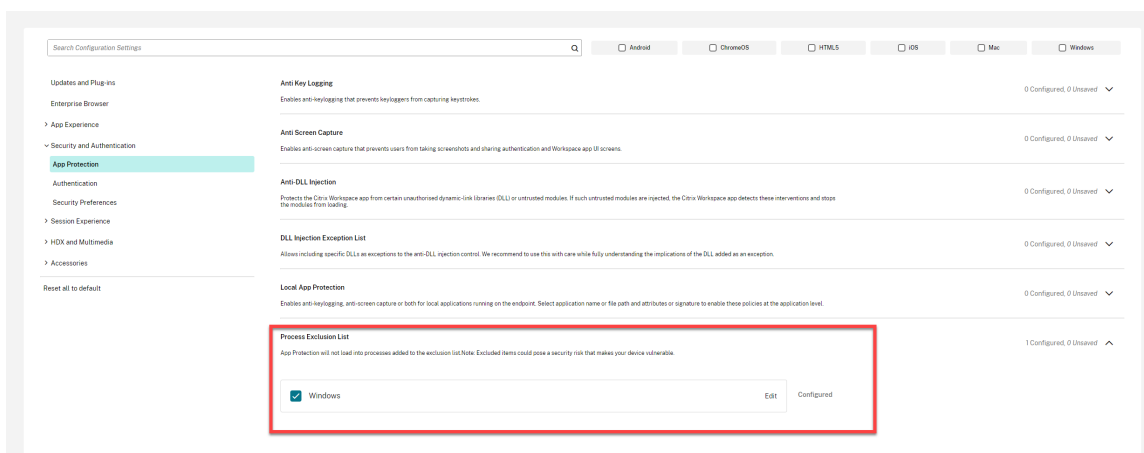 Search Configuration Settings
Android
ChromeOS
HTML5
iOS
Mac
Windows
Updates and Plug-ins
Enterprise Browser
App Experience
Security and Authentication
App Protection
Authentication
Security Preferences
Session Experience
HDX and Multimedia
Accessories
Reset all to default
Anti Key Logging
0 Configured, 0 Unsaved
Enables anti-keylogging that prevents keyloggers from capturing keystrokes.
Anti Screen Capture
0 Configured, 0 Unsaved
Enables anti-screen capture that prevents users from taking screenshots and sharing authentication and Workspace app UI screens.
Anti-DLL Injection
0 Configured, 0 Unsaved
Protects the Citrix Workspace app from certain unauthorised dynamic-link libraries (DLL) or untrusted modules. If such untrusted modules are injected, the Citrix Workspace app detects these interventions and stops
the modules from loading.
DLL Injection Exception List
0 Configured, 0 Unsaved
Allows including specific DLLs as exceptions to the anti-DLL injection control. We recommend to use this with care while fully understanding the implications of the DLL added as an exception.
Local App Protection
0 Configured, 0 Unsaved
Enables anti-keylogging, anti-screen capture or both for local applications running on the endpoint. Select application name or file path and attributes or signature to enable these policies at the application level.
Process Exclusion List
1 Configured, 0 Unsaved
App Protection will not load into processes added to the exclusion list.Note: Excluded items could pose a security risk that makes your device vulnerable.
Windows
Edit
Configured